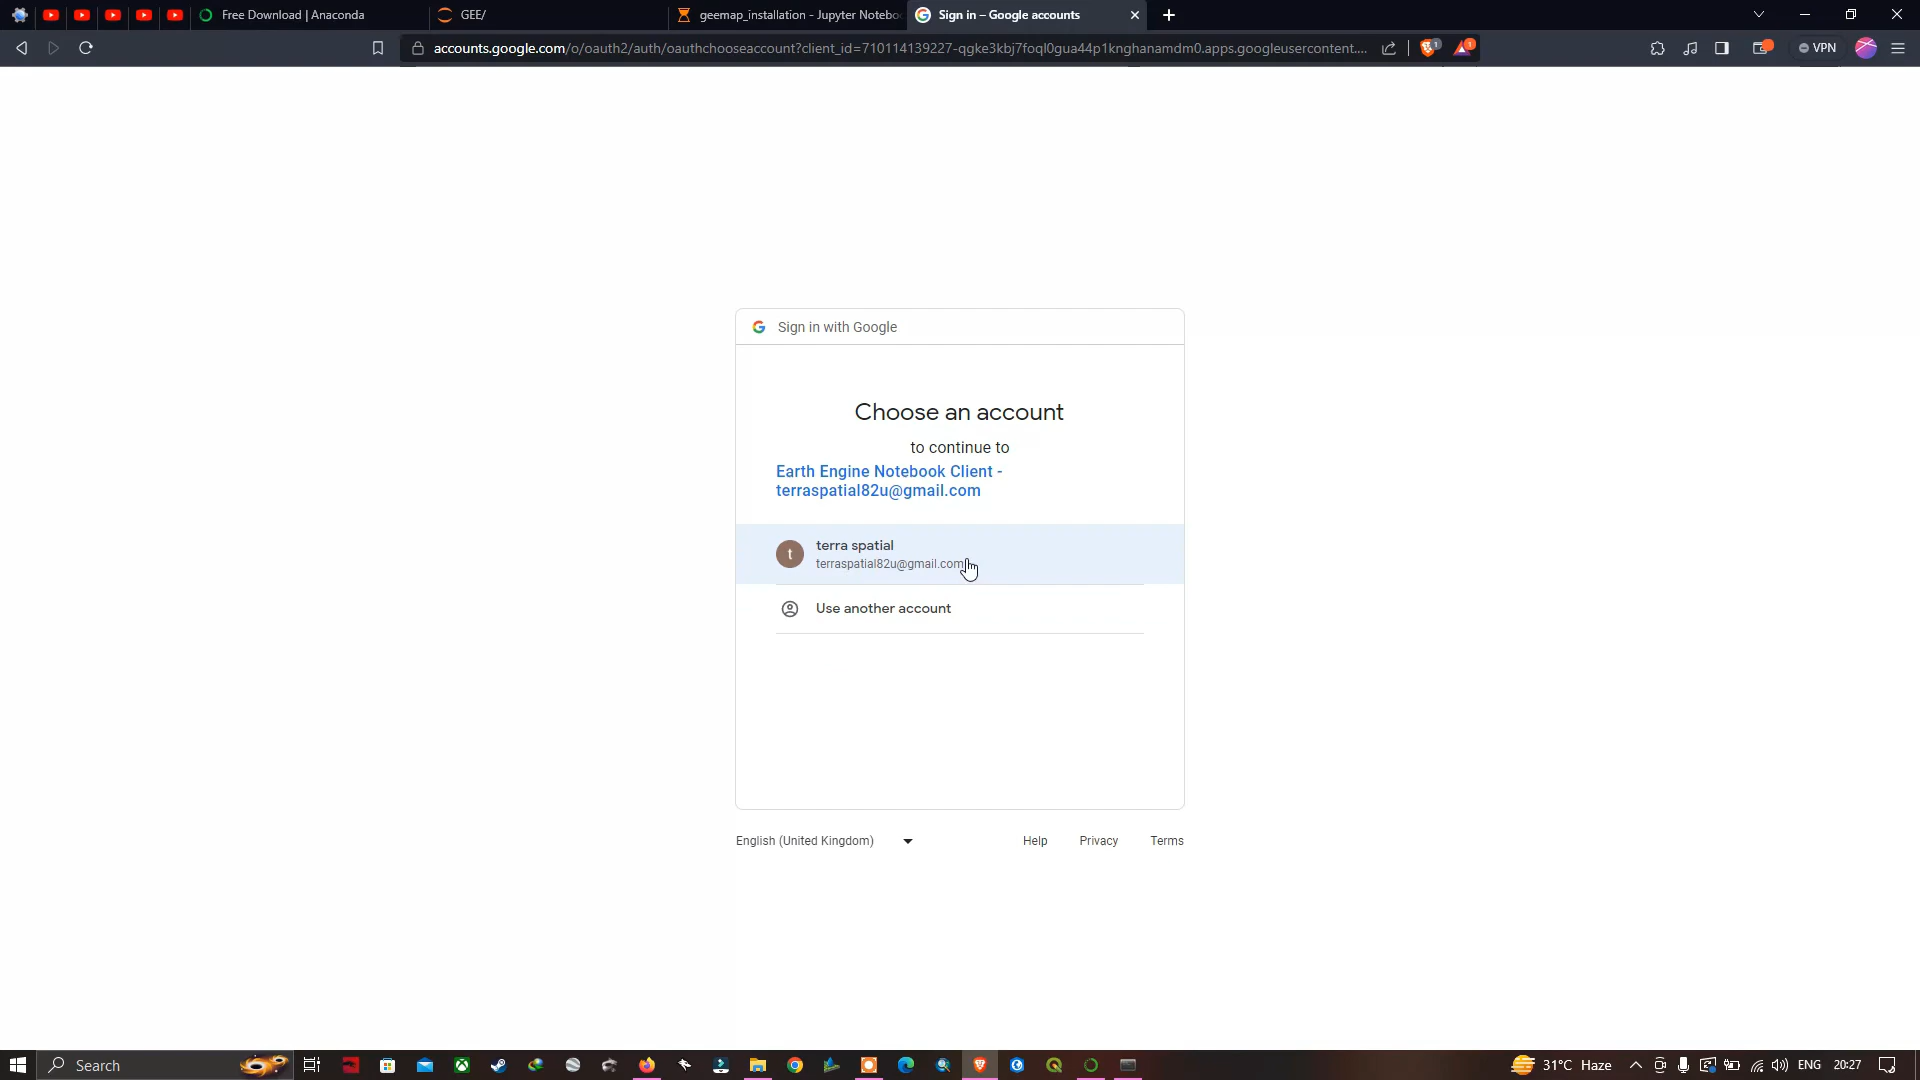 Free Download | Anaconda
GEE/
geemap_installation - Jupyter Notebo
Sign in – Google accounts
accounts.google.com/o/oauth2/auth/oauthchooseaccount?client_id=710114139227-qgke3kbj7foql0gua44p1knghanamdm0.apps.googleusercontent....
1
1
VPN
Sign in with Google
Choose an account
to continue to
Earth Engine Notebook Client -
terraspatial82u@gmail.com
t
terra spatial
terraspatial82u@gmail.com
Use another account
English (United Kingdom)
Help
Privacy
Terms
Search
31°C Haze
ENG
20:27